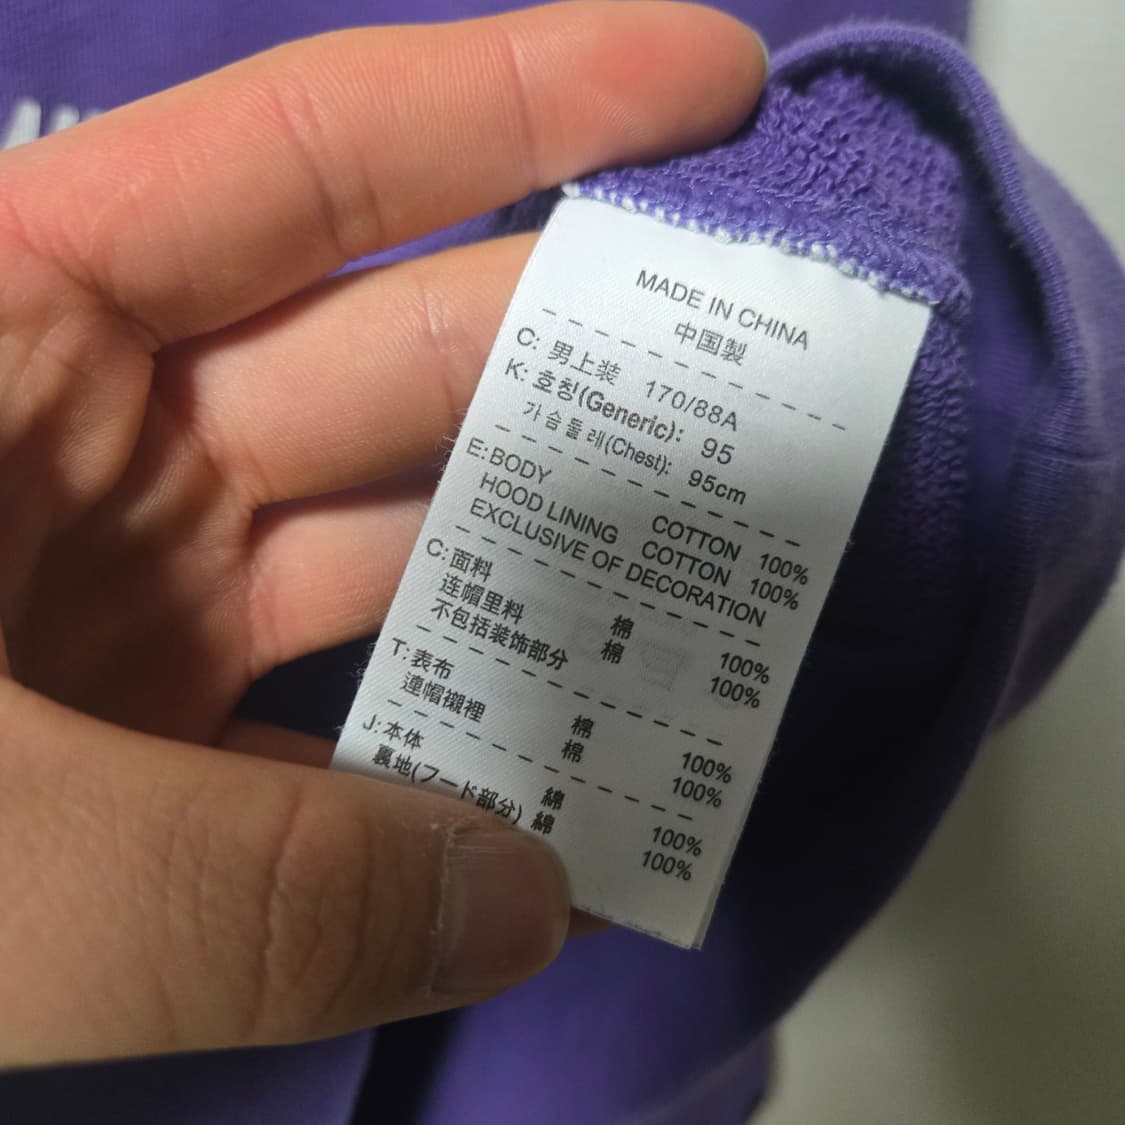 MADE IN CHINA
中国製
C: 男上装 170/88A
K: 호칭(Generic): 95
가슴둘레(Chest): 95cm
E: BODY COTTON 100%
HOOD LINING COTTON 100%
EXCLUSIVE OF DECORATION
C: 面料 棉 100%
连帽里料 棉 100%
不包括装饰部分
T: 表布 棉 100%
連帽襯裡 棉 100%
J: 本体 綿 100%
裏地(フード部分) 綿 100%